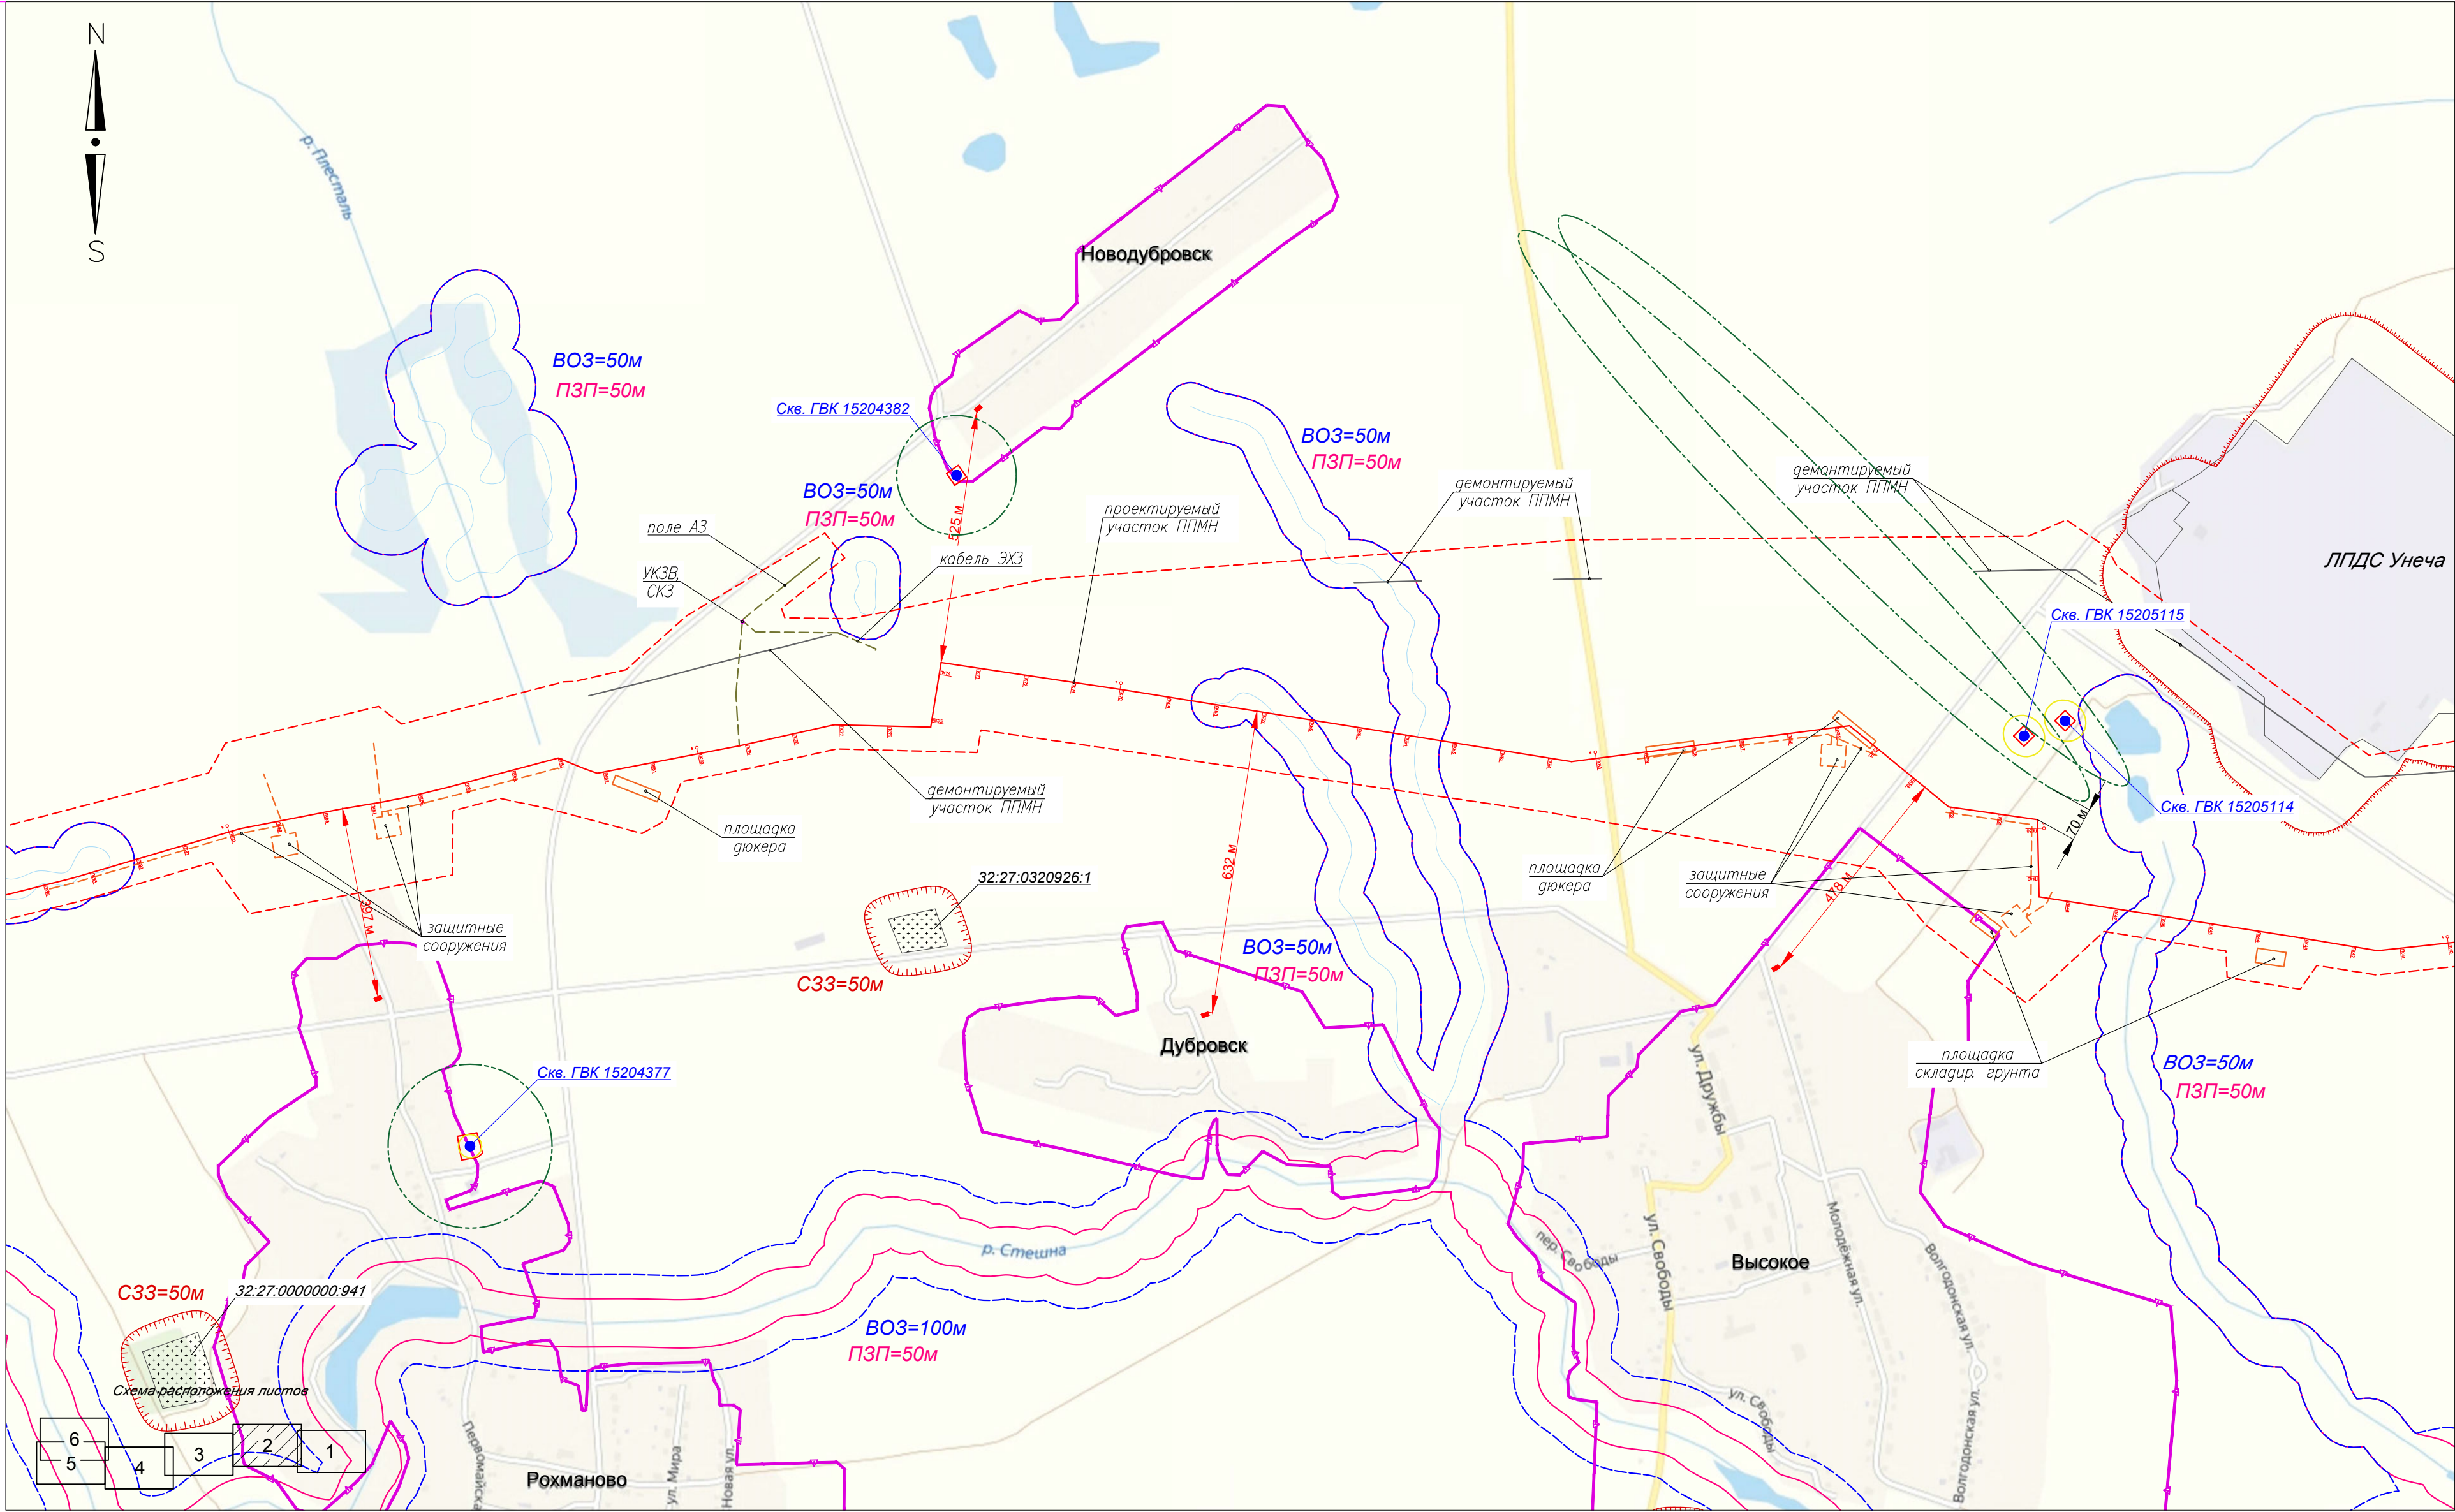 N
S
р. Плесталь
Новодубровск
ВОЗ=50м
ПЗП=50м
Скв. ГВК 15204382
ВОЗ=50м
ПЗП=50м
ВОЗ=50м
ПЗП=50м
525 м
поле АЗ
УКЗВ,
СКЗ
кабель ЭХЗ
проектируемый
участок ППМН
демонтируемый
участок ППМН
демонтируемый
участок ППМН
ЛПДС Унеча
Скв. ГВК 15205115
Скв. ГВК 15205114
70 м
демонтируемый
участок ППМН
площадка
дюкера
площадка
дюкера
защитные
сооружения
478 м
632 м
397 м
защитные
сооружения
32:27:0320926:1
СЗЗ=50м
ВОЗ=50м
ПЗП=50м
Дубровск
площадка
складир. грунта
ВОЗ=50м
ПЗП=50м
Скв. ГВК 15204377
ул. Дружбы
р. Стешна
пер. Свободы
ул. Свободы
Высокое
Молодёжная ул.
Волгодонская ул.
СЗЗ=50м
32:27:0000000:941
ВОЗ=100м
ПЗП=50м
Схема расположения листов
6
5
4
3
2
1
Рохманово
Первомайска
ул. Мира
Новая ул.
ул. Свободы
Волгодонская ул.